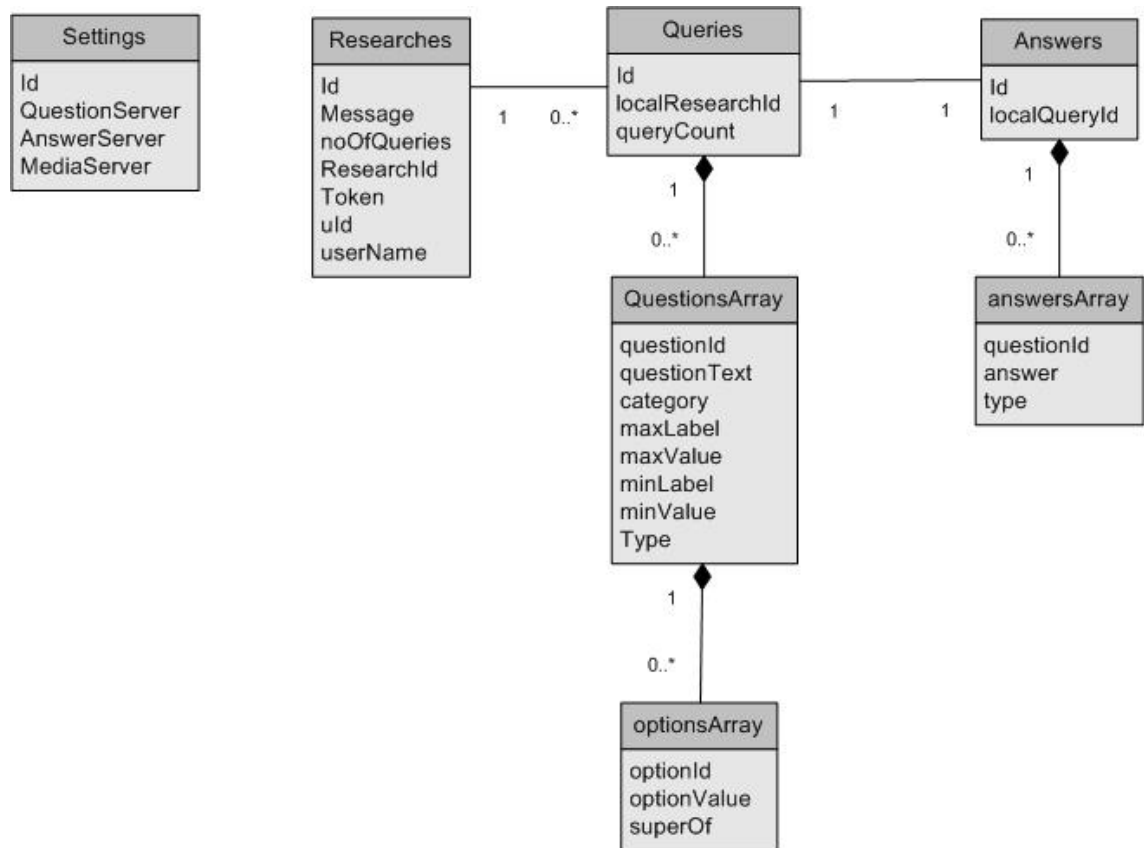 Settings
Id
QuestionServer
AnswerServer
MediaServer
Researches
Id
Message
noOfQueries
ResearchId
Token
uId
userName
1
0..*
Queries
Id
localResearchId
queryCount
1
1
Answers
Id
localQueryId
1
0..*
QuestionsArray
questionId
questionText
category
maxLabel
maxValue
minLabel
minValue
Type
1
0..*
answersArray
questionId
answer
type
1
0..*
optionsArray
optionId
optionValue
superOf